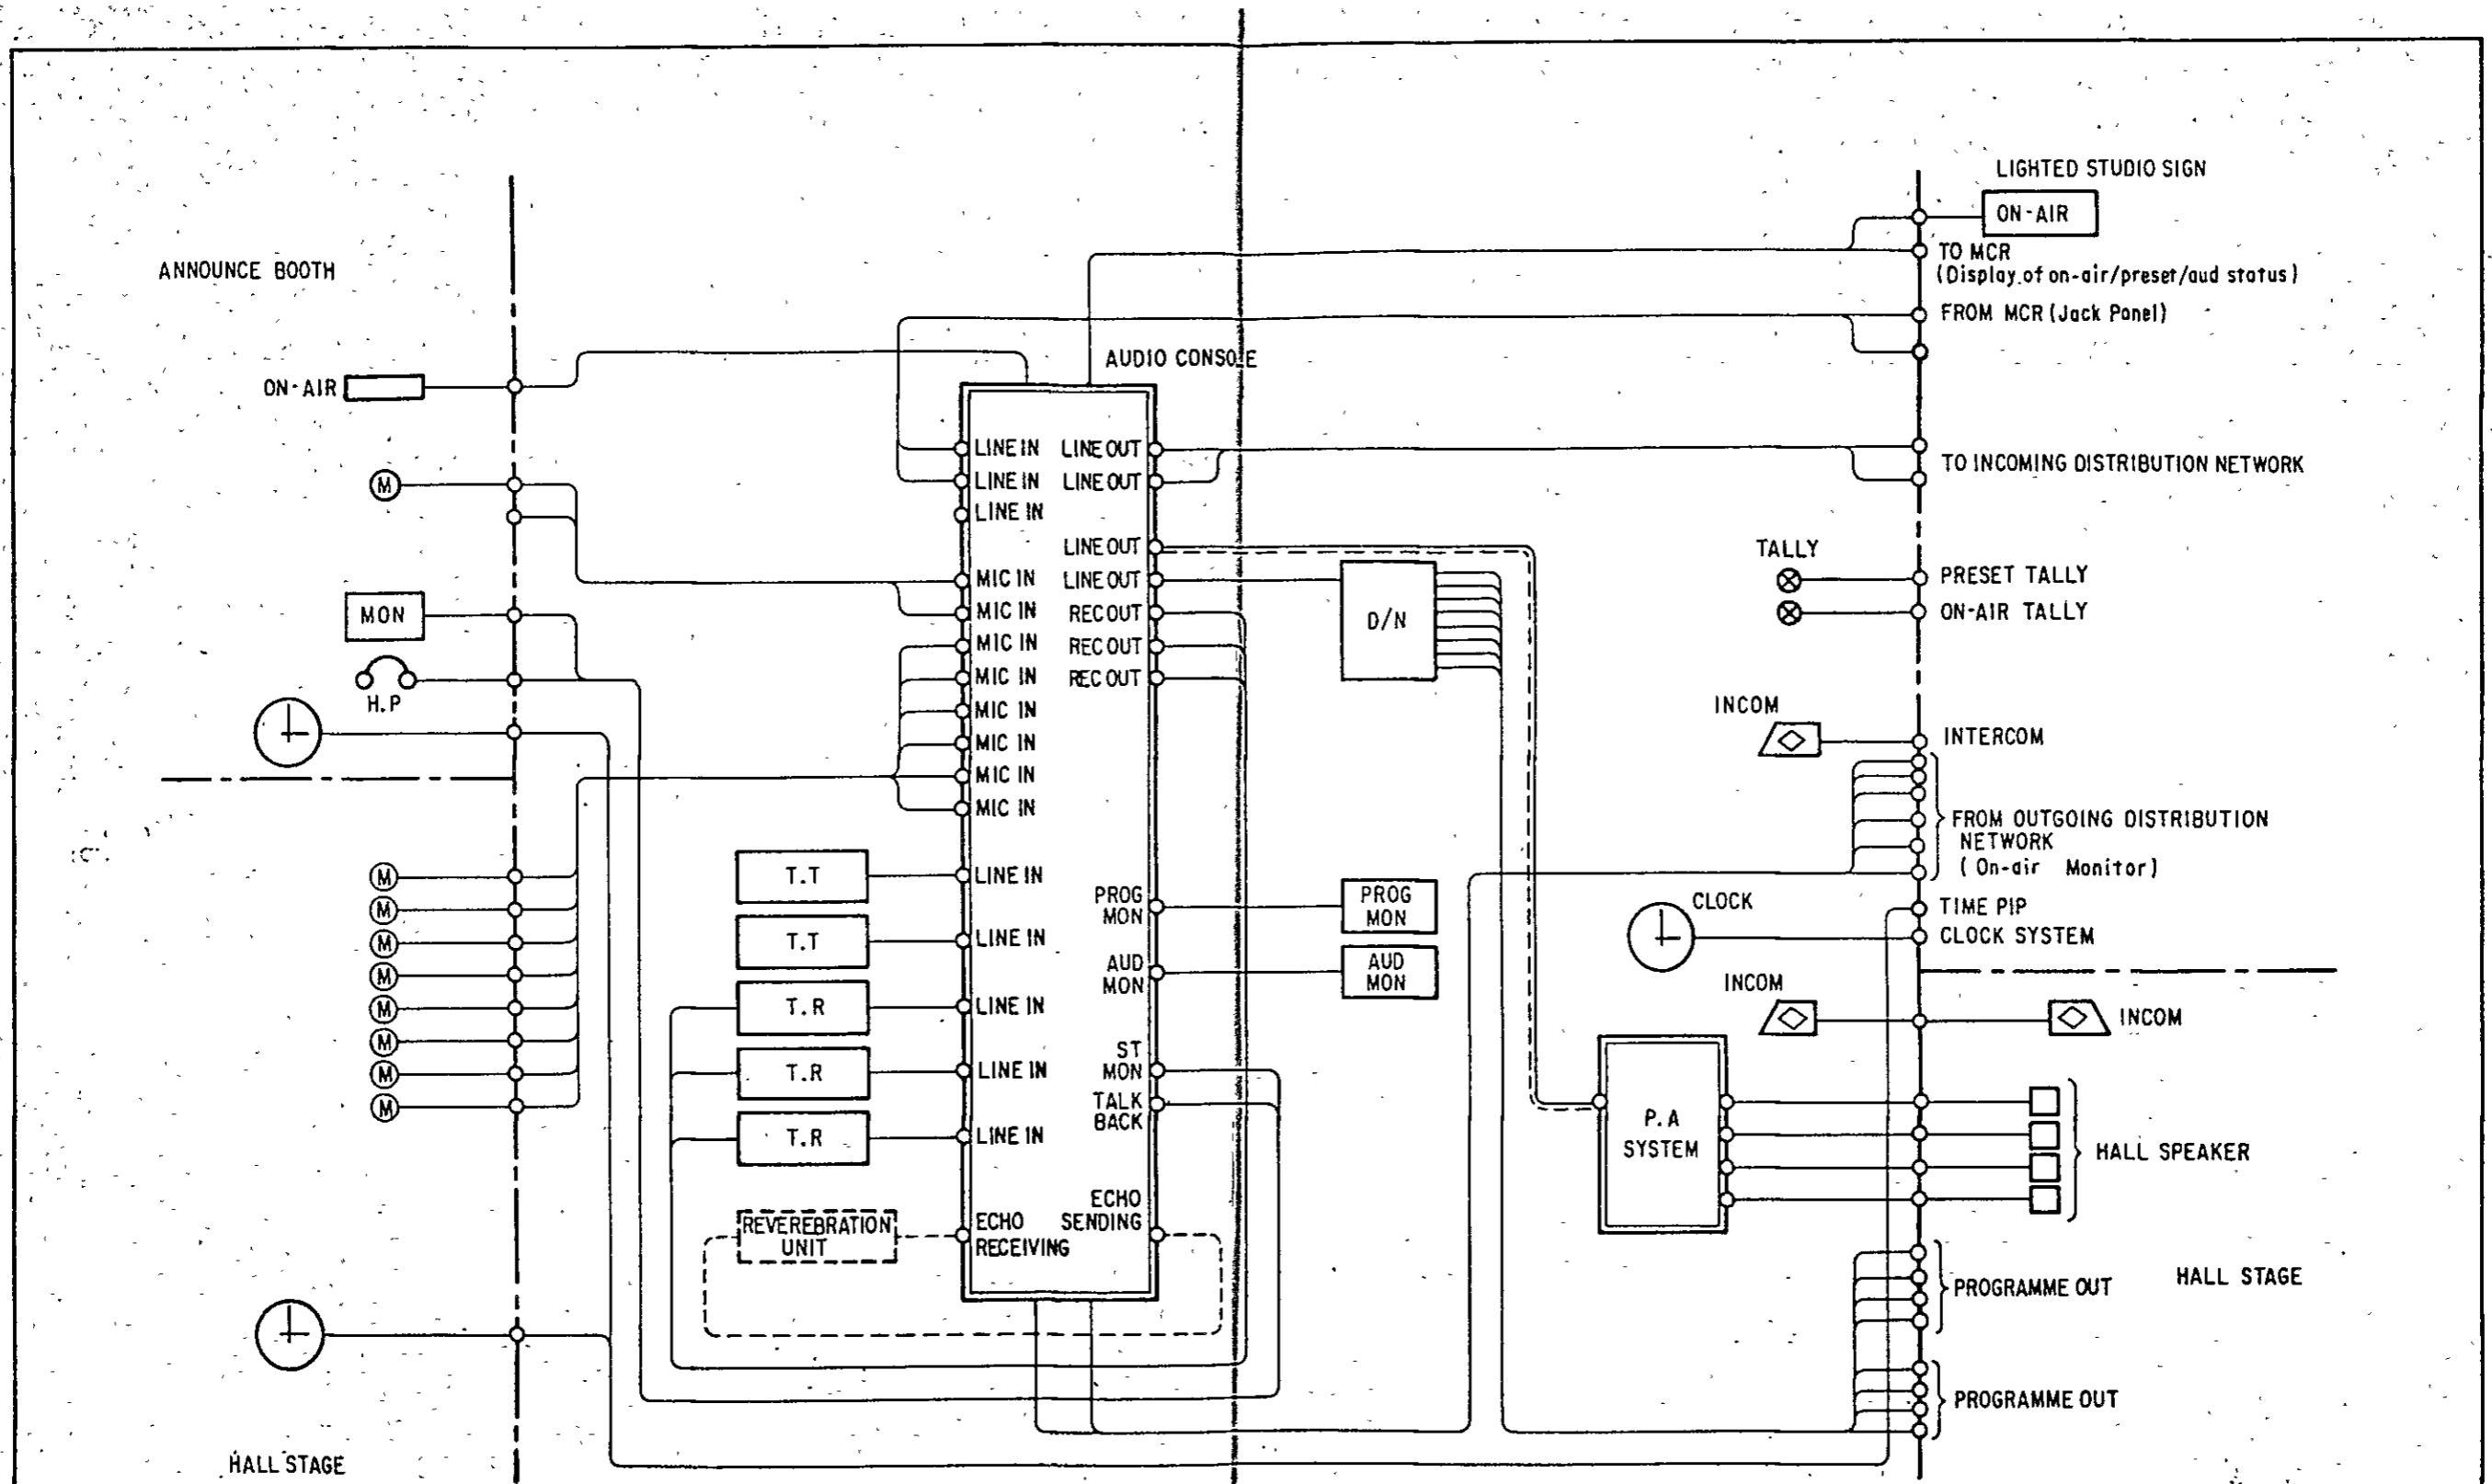 LIGHTED STUDIO SIGN
ON-AIR
TO MCR
(Display of on-air/preset/aud status)
FROM MCR (Jack Panel)
TO INCOMING DISTRIBUTION NETWORK
ANNOUNCE BOOTH
ON-AIR
M
MON
H.P
M
M
M
M
M
M
M
M
HALL STAGE
AUDIO CONSOLE
LINE IN
LINE IN
LINE IN
MIC IN
MIC IN
MIC IN
MIC IN
MIC IN
MIC IN
MIC IN
MIC IN
T.T
LINE IN
T.T
LINE IN
T.R
LINE IN
T.R
LINE IN
T.R
LINE IN
REVEREBRATION
UNIT
ECHO
RECEIVING
LINE OUT
LINE OUT
LINE OUT
LINE OUT
REC OUT
REC OUT
REC OUT
PROG
MON
AUD
MON
ST
MON
TALK
BACK
ECHO
SENDING
D/N
PROG
MON
AUD
MON
TALLY
PRESET TALLY
ON-AIR TALLY
INCOM
INTERCOM
FROM OUTGOING DISTRIBUTION
NETWORK
(On-air Monitor)
CLOCK
TIME PIP
CLOCK SYSTEM
INCOM
INCOM
P.A
SYSTEM
HALL SPEAKER
PROGRAMME OUT
HALL STAGE
PROGRAMME OUT